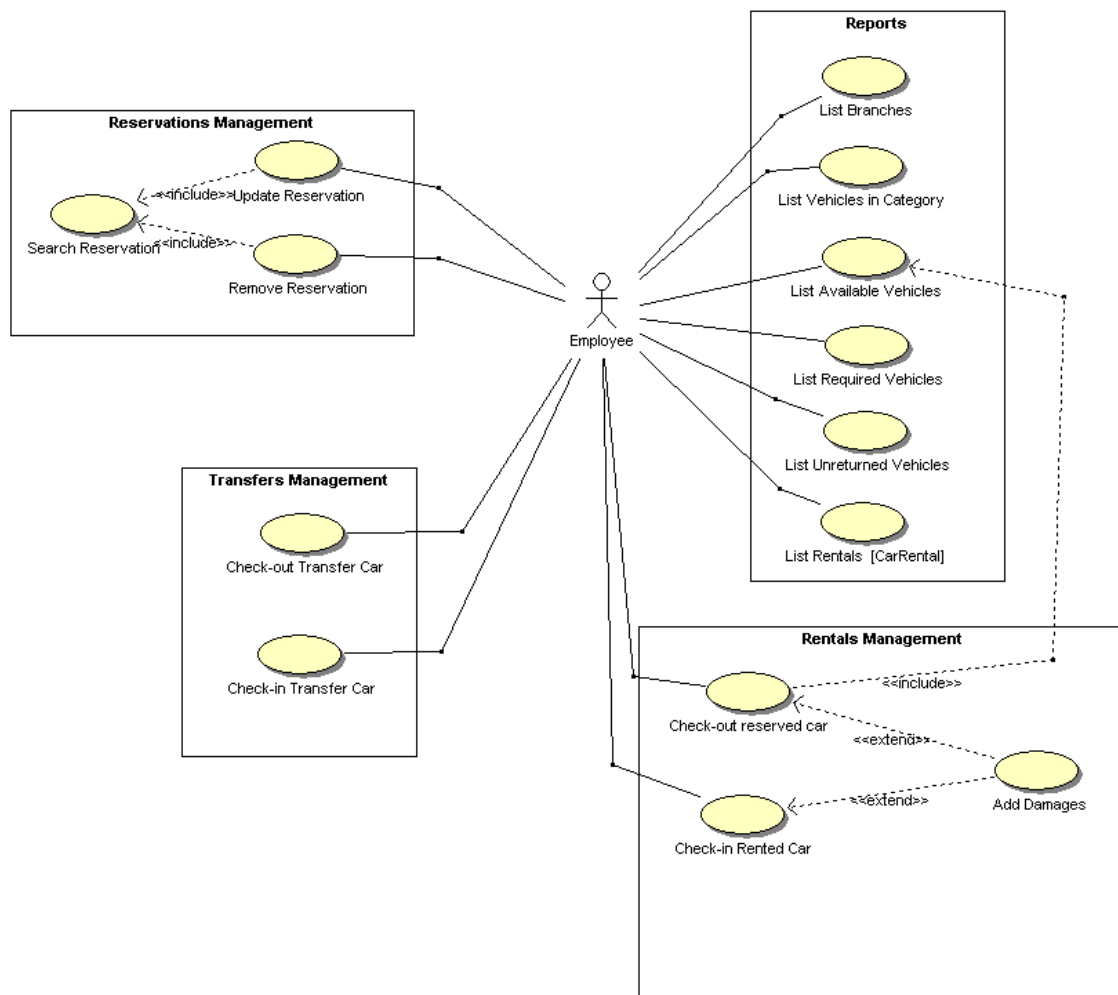 Reports
List Branches
Reservations Management
<<include>>
Update Reservation
List Vehicles in Category
Search Reservation
<<include>>
Remove Reservation
List Available Vehicles
Employee
List Required Vehicles
List Unreturned Vehicles
Transfers Management
List Rentals [CarRental]
Check-out Transfer Car
Check-in Transfer Car
Rentals Management
<<include>>
Check-out reserved car
<<extend>>
<<extend>>
Add Damages
Check-in Rented Car